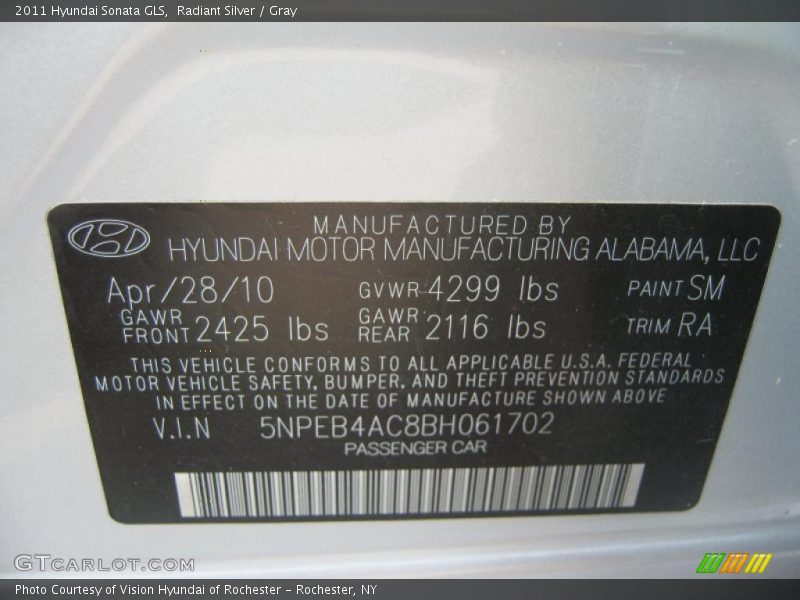 2011 Hyundai Sonata GLS, Radiant Silver / Gray
MANUFACTURED BY
HYUNDAI MOTOR MANUFACTURING ALABAMA, LLC
Apr/28/10 GVWR 4299 lbs PAINT SM
GAWR FRONT 2425 lbs GAWR REAR 2116 lbs TRIM RA
THIS VEHICLE CONFORMS TO ALL APPLICABLE U.S.A. FEDERAL
MOTOR VEHICLE SAFETY, BUMPER, AND THEFT PREVENTION STANDARDS
IN EFFECT ON THE DATE OF MANUFACTURE SHOWN ABOVE
V.I.N 5NPEB4AC8BH061702
PASSENGER CAR
GTCARLOT.COM
Photo Courtesy of Vision Hyundai of Rochester – Rochester, NY